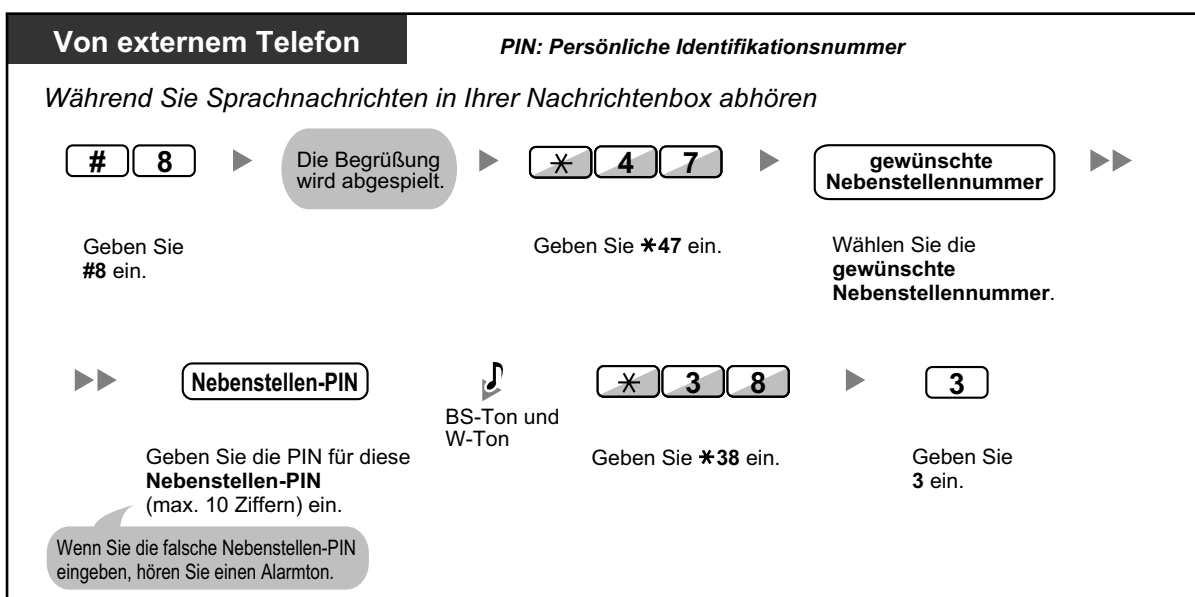 Von externem Telefon
PIN: Persönliche Identifikationsnummer
Während Sie Sprachnachrichten in Ihrer Nachrichtenbox abhören
# 8
Die Begrüßung
wird abgespielt.
* 4 7
gewünschte
Nebenstellennummer
Geben Sie
#8 ein.
Geben Sie *47 ein.
Wählen Sie die
gewünschte
Nebenstellennummer.
Nebenstellen-PIN
BS-Ton und
W-Ton
* 3 8
3
Geben Sie die PIN für diese
Nebenstellen-PIN
(max. 10 Ziffern) ein.
Geben Sie *38 ein.
Geben Sie
3 ein.
Wenn Sie die falsche Nebenstellen-PIN
eingeben, hören Sie einen Alarmton.